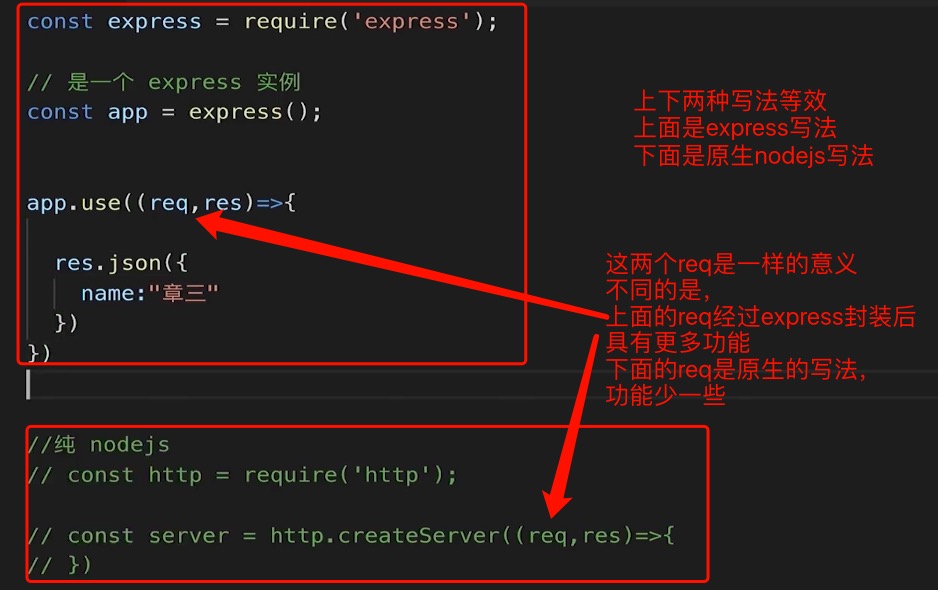 const express = require('express');
// 是一个 express 实例
const app = express();
app.use((req,res)=>{
res.json({
name:"章三"
})
})
上下两种写法等效
上面是express写法
下面是原生nodejs写法
这两个req是一样的意义
不同的是，
上面的req经过express封装后
具有更多功能
下面的req是原生的写法，
功能少一些
//纯 nodejs
// const http = require('http');
// const server = http.createServer((req,res)=>{
// })